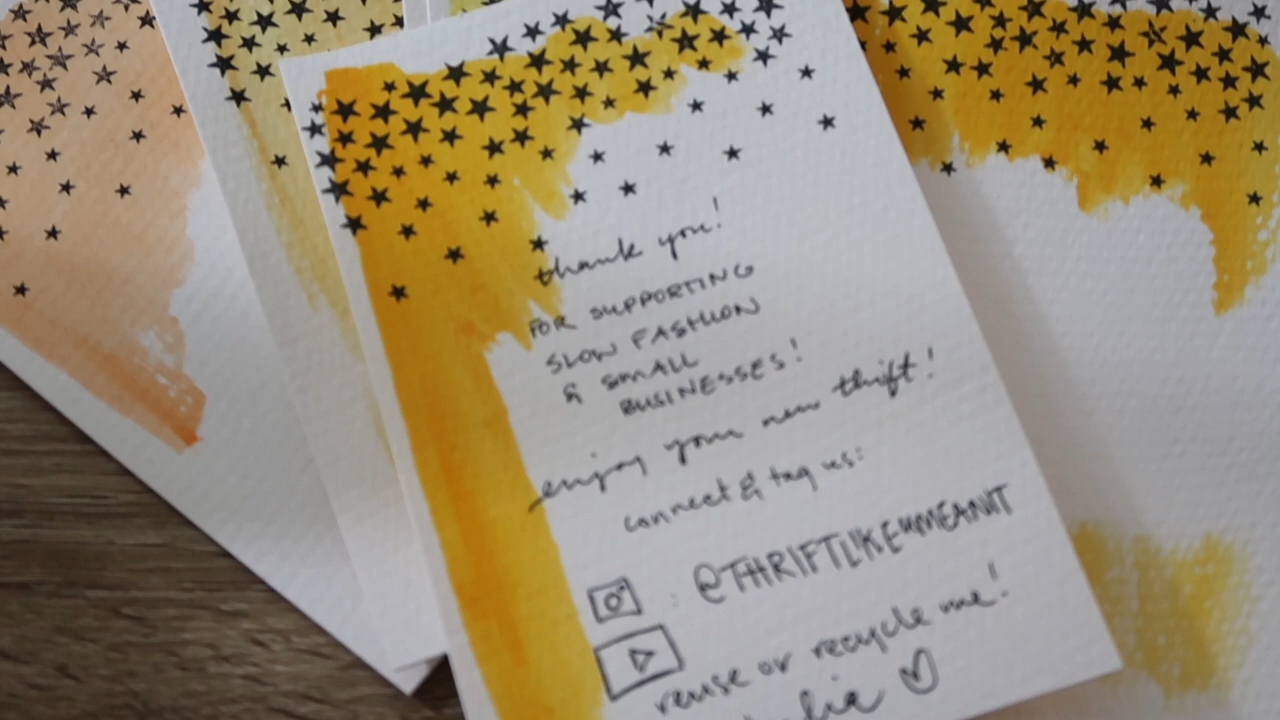 thank you!
FOR SUPPORTING
SLOW FASHION
& SMALL
BUSINESSES!
enjoy your new thrift!
connect & tag us:
@THRIFTLIKEUMEANIT
reuse or recycle me!